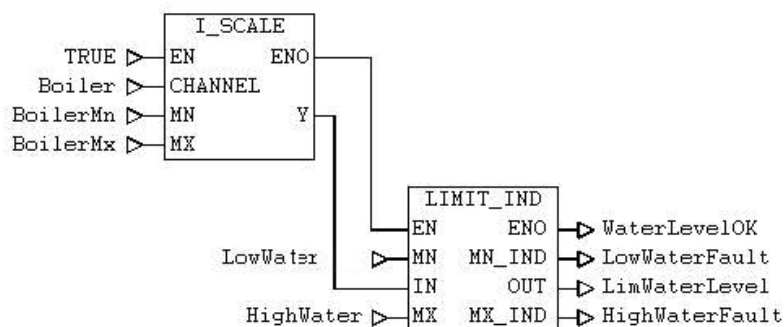 I_SCALE
TRUE EN ENO
Boiler CHANNEL
BoilerMn MN Y
BoilerMx MX
LIMIT_IND
EN ENO WaterLevelOK
LowWater MN MN_IND LowWaterFault
IN OUT LimWaterLevel
HighWater MX MX_IND HighWaterFault